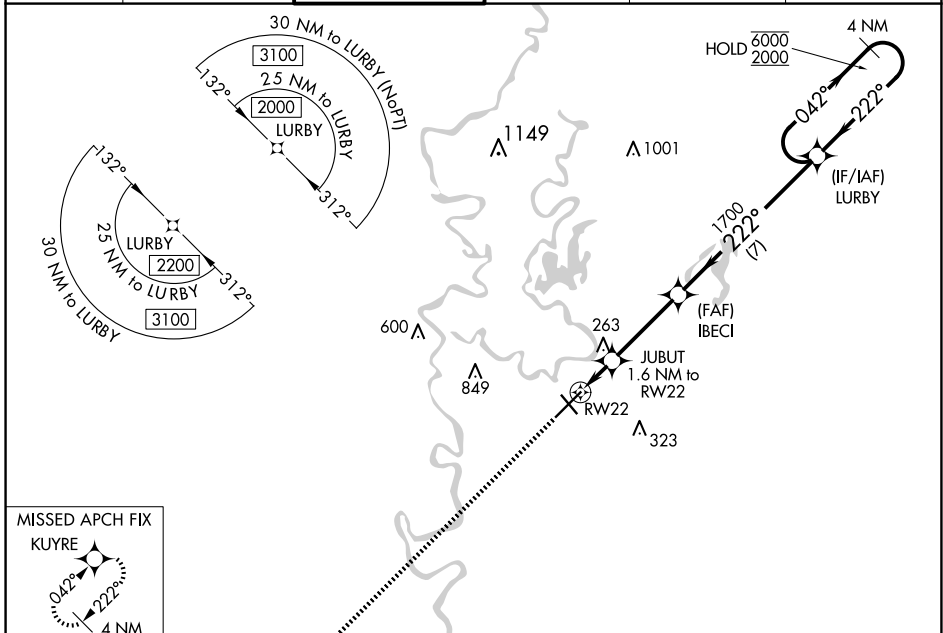 30 NM to LURBY (NoPT)
3100
25 NM to LURBY
2000
LURBY
132°
312°
132°
LURBY
2200
25 NM to LURBY
312°
30 NM to LURBY
3100
4 NM
HOLD 6000
2000
042°
222°
(IF/IAF)
LURBY
1149
1001
1700
222°
(7)
(FAF)
IBECI
600
849
263
JUBUT
1.6 NM to
RW22
RW22
323
MISSED APCH FIX
KUYRE
042°
222°
4 NM